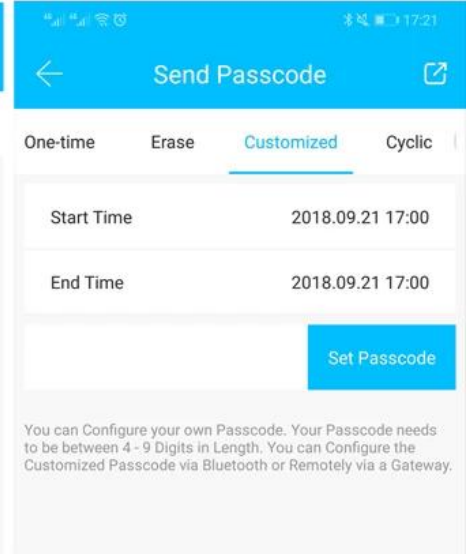 17:21
Send Passcode
One-time Erase Customized Cyclic
Start Time 2018.09.21 17:00
End Time 2018.09.21 17:00
Set Passcode
You can Configure your own Passcode. Your Passcode needs
to be between 4 - 9 Digits in Length. You can Configure the
Customized Passcode via Bluetooth or Remotely via a Gateway.